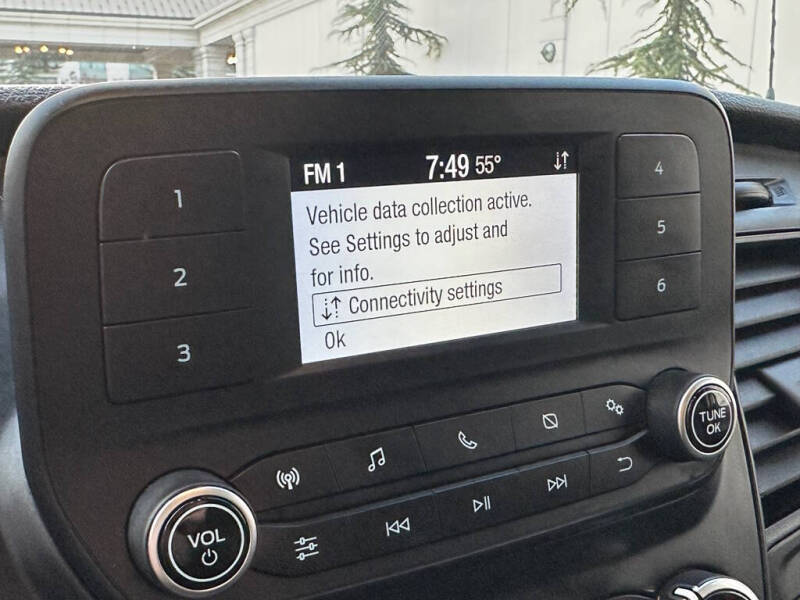 FM 1 7:49 55°
Vehicle data collection active.
See Settings to adjust and
for info.
Connectivity settings
Ok
1
2
3
4
5
6
VOL
TUNE
OK